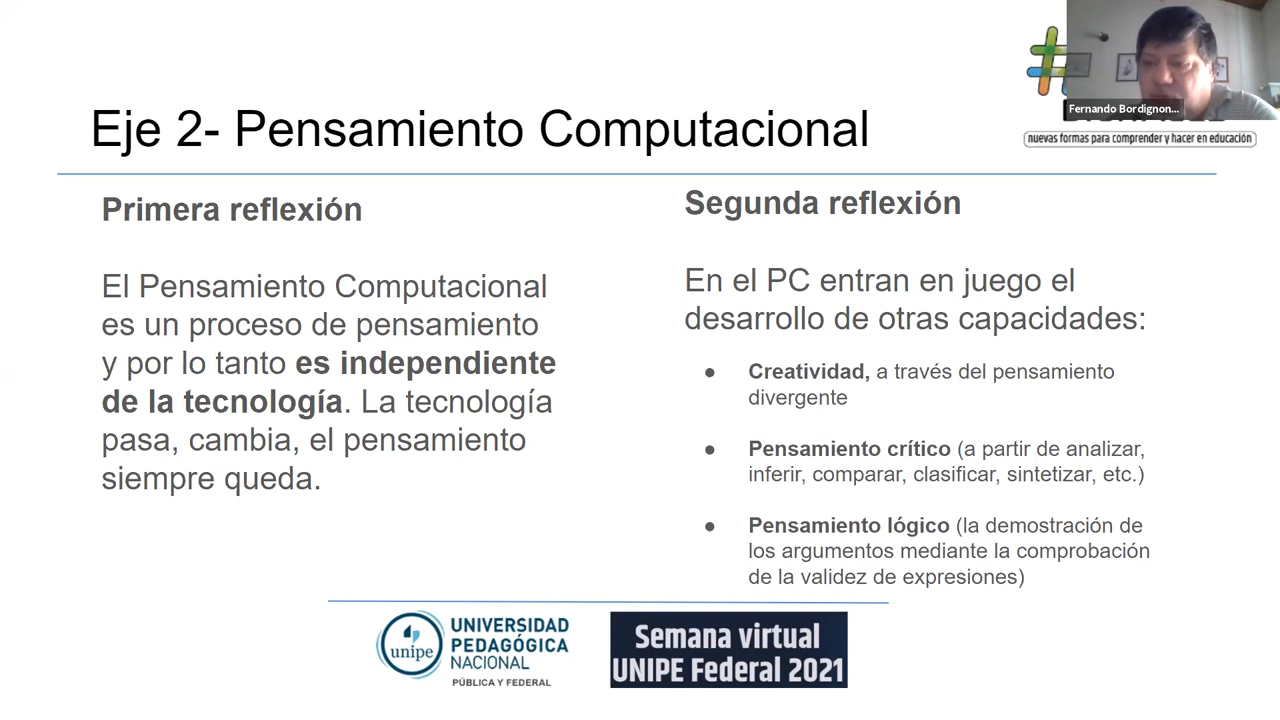 Fernando Bordignon...
nuevas formas para comprender y hacer en educación
Eje 2- Pensamiento Computacional
Primera reflexión
El Pensamiento Computacional
es un proceso de pensamiento
y por lo tanto es independiente
de la tecnología. La tecnología
pasa, cambia, el pensamiento
siempre queda.
Segunda reflexión
En el PC entran en juego el
desarrollo de otras capacidades:
● Creatividad, a través del pensamiento
divergente
● Pensamiento crítico (a partir de analizar,
inferir, comparar, clasificar, sintetizar, etc.)
● Pensamiento lógico (la demostración de
los argumentos mediante la comprobación
de la validez de expresiones)
unipe
UNIVERSIDAD
PEDAGÓGICA
NACIONAL
PÚBLICA Y FEDERAL
Semana virtual
UNIPE Federal 2021